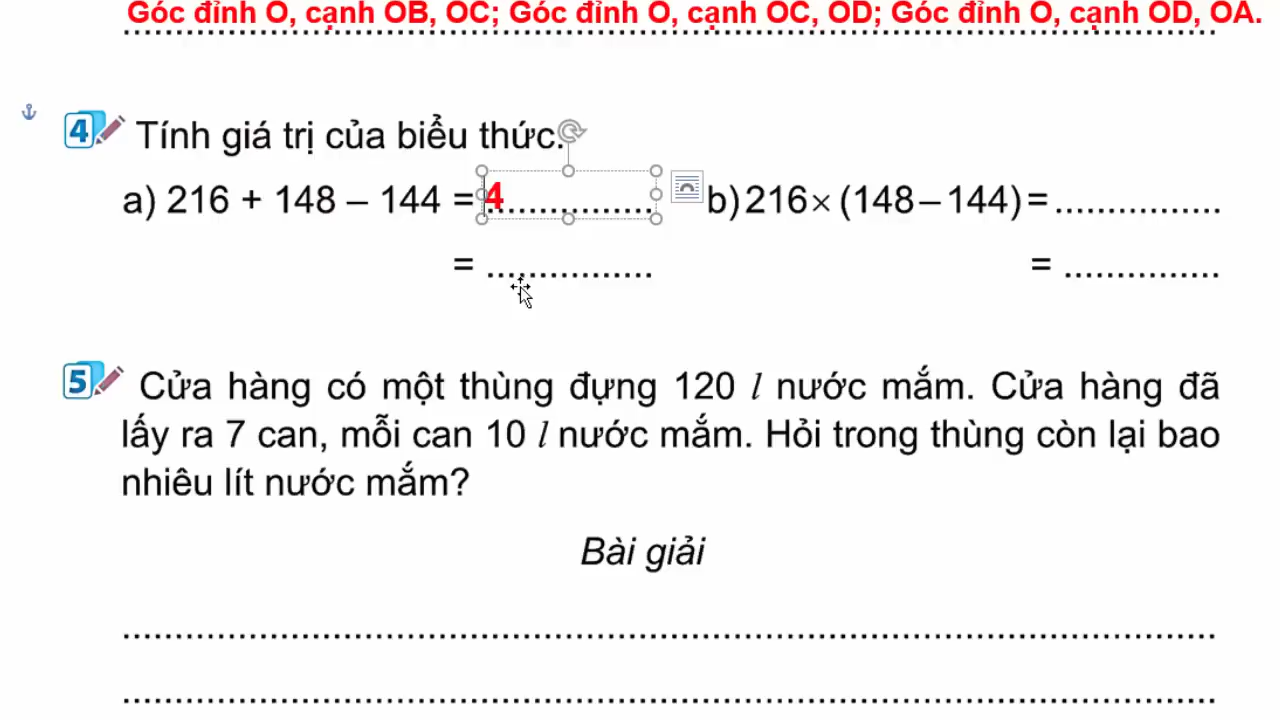 Góc đỉnh O, cạnh OB, OC; Góc đỉnh O, cạnh OC, OD; Góc đỉnh O, cạnh OD, OA.
4 Tính giá trị của biểu thức.
a) 216 + 148 – 144 = 4............... b) 216 × (148 – 144) = ................
= ................ = ...............
5 Cửa hàng có một thùng đựng 120 l nước mắm. Cửa hàng đã
lấy ra 7 can, mỗi can 10 l nước mắm. Hỏi trong thùng còn lại bao
nhiêu lít nước mắm?
Bài giải